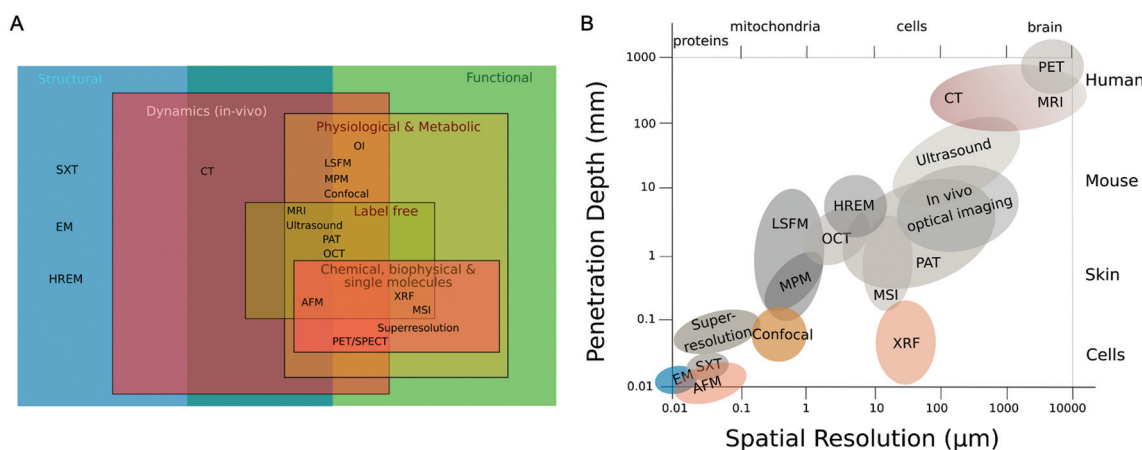 A
Structural
Functional
Dynamics (in-vivo)
Physiological & Metabolic
OI
LSFM
SXT
CT
MPM
Confocal
MRI
Label free
Ultrasound
EM
PAT
OCT
Chemical, biophysical &
single molecules
HREM
AFM
XRF
MSI
Superresolution
PET/SPECT
B
mitochondria
cells
brain
proteins
Penetration Depth (mm)
1000
100
10
1
0.1
0.01
PET
CT
MRI
Human
Ultrasound
Mouse
HREM
In vivo
optical imaging
LSFM
OCT
PAT
Skin
MPM
MSI
Super-
resolution
Confocal
XRF
SXT
Cells
EM
AFM
0.01
0.1
1
10
100
1000
10000
Spatial Resolution (μm)